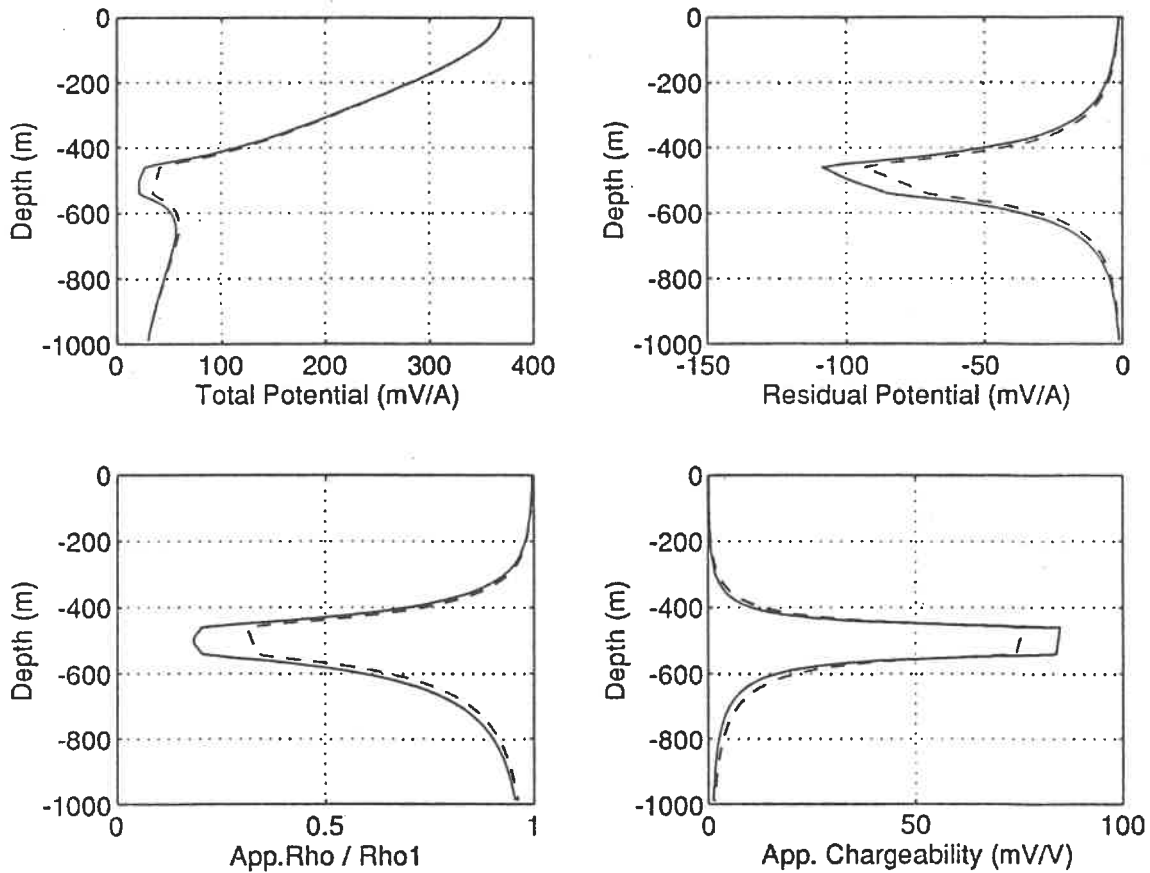 0
-200
-400
-600
-800
-1000
Depth (m)
0 100 200 300 400
Total Potential (mV/A)
0
-200
-400
-600
-800
-1000
Depth (m)
-150 -100 -50 0
Residual Potential (mV/A)
0
-200
-400
-600
-800
-1000
Depth (m)
0 0.5 1
App.Rho / Rho1
0
-200
-400
-600
-800
-1000
Depth (m)
0 50 100
App. Chargeability (mV/V)